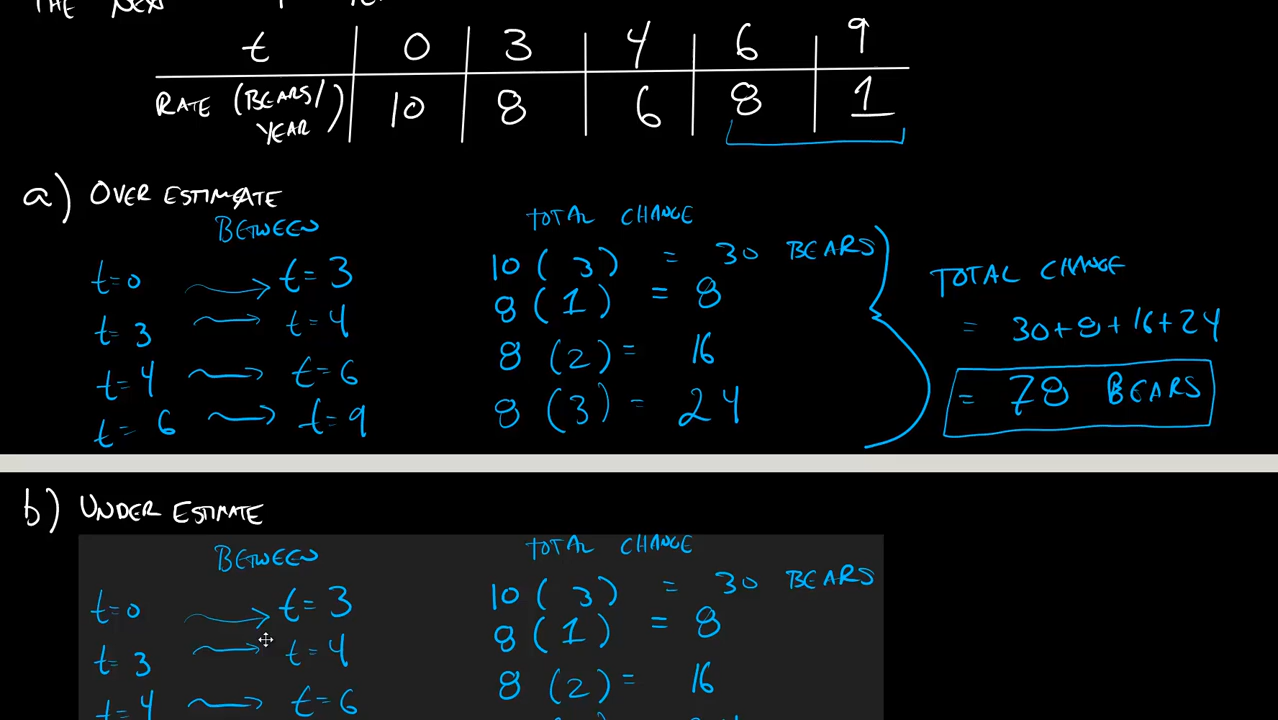 THE NEXT
t 0 3 4 6 9
RATE (BEARS/YEAR) 10 8 6 8 1
a) OVER ESTIMATE
BETWEEN TOTAL CHANGE
t=0 → t=3 10(3) = 30 BEARS
t=3 → t=4 8(1) = 8
t=4 → t=6 8(2) = 16
t=6 → t=9 8(3) = 24
TOTAL CHANGE
= 30+8+16+24
= 78 BEARS
b) UNDER ESTIMATE
BETWEEN TOTAL CHANGE
t=0 → t=3 10(3) = 30 BEARS
t=3 → t=4 8(1) = 8
t=4 → t=6 8(2) = 16